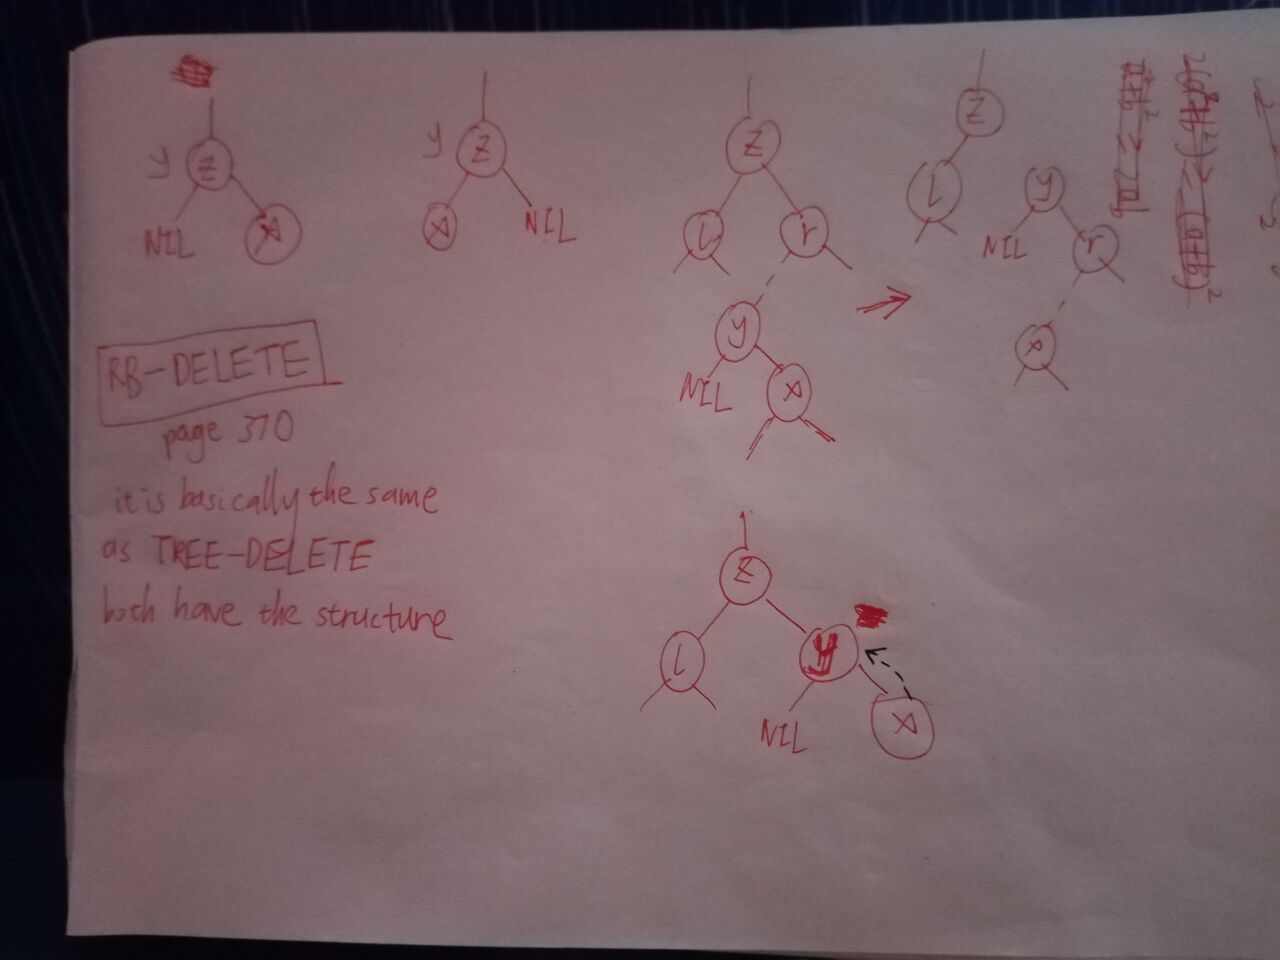 y
z
NIL
x
y
z
x
NIL
z
l
r
y
NIL
x
z
l
y
NIL
r
x
RB-DELETE
page 370
it is basically the same
as TREE-DELETE
both have the structure
z
l
y
NIL
x